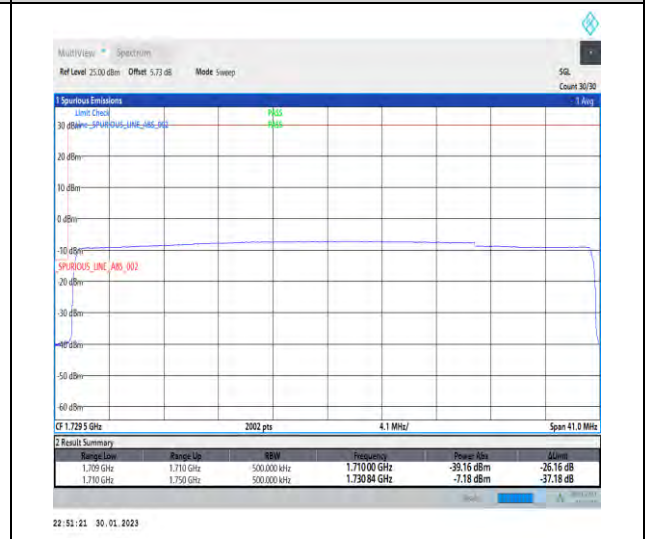 MultiView Spectrum
Ref Level 25.00 dBm Offset 5.73 dB Mode Sweep SGL
Count 30/30
1 Spurious Emissions 1 Avg
Limit Check PASS
30 dBm Line _SPURIOUS_LINE_ABS_002 PASS
20 dBm
10 dBm
0 dBm
-10 dBm
_SPURIOUS_LINE_ABS_002
-20 dBm
-30 dBm
-40 dBm
-50 dBm
-60 dBm
CF 1.729 5 GHz 2002 pts 4.1 MHz/ Span 41.0 MHz
2 Result Summary
Range Low Range Up RBW Frequency Power Abs ΔLimit
1.709 GHz 1.710 GHz 500.000 kHz 1.71000 GHz -39.16 dBm -26.16 dB
1.710 GHz 1.750 GHz 500.000 kHz 1.73084 GHz -7.18 dBm -37.18 dB
22:51:21 30.01.2023